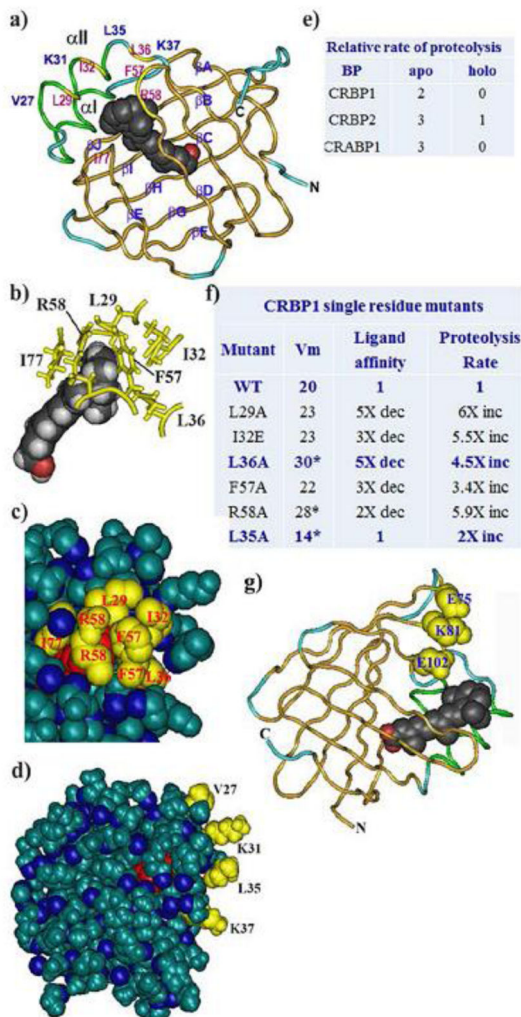 a)
αII
L35
L36
K37
K31
I32
F57
βA
V27
L29
αI
R58
βB
C
βC
βJ
I77
βI
βH
βD
N
βE
βG
βF
e)
Relative rate of proteolysis
BP apo holo
CRBP1 2 0
CRBP2 3 1
CRABP1 3 0
b)
R58
L29
I77
I32
F57
L36
f)
CRBP1 single residue mutants
Mutant Vm Ligand affinity Proteolysis Rate
WT 20 1 1
L29A 23 5X dec 6X inc
I32E 23 3X dec 5.5X inc
L36A 30* 5X dec 4.5X inc
F57A 22 3X dec 3.4X inc
R58A 28* 2X dec 5.9X inc
L35A 14* 1 2X inc
c)
L29
R58
I32
I77
F57
R58
F57
L36
g)
E75
K81
E102
C
N
d)
V27
K31
L35
K37